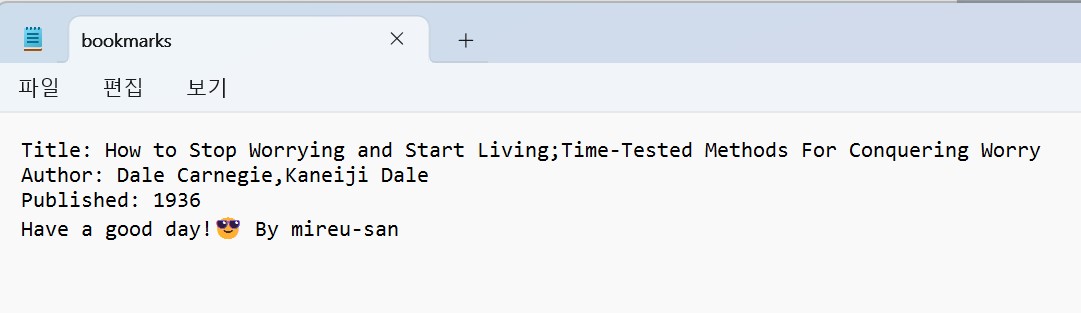 bookmarks
파일 편집 보기
Title: How to Stop Worrying and Start Living;Time-Tested Methods For Conquering Worry
Author: Dale Carnegie,Kaneiji Dale
Published: 1936
Have a good day!😎 By mireu-san